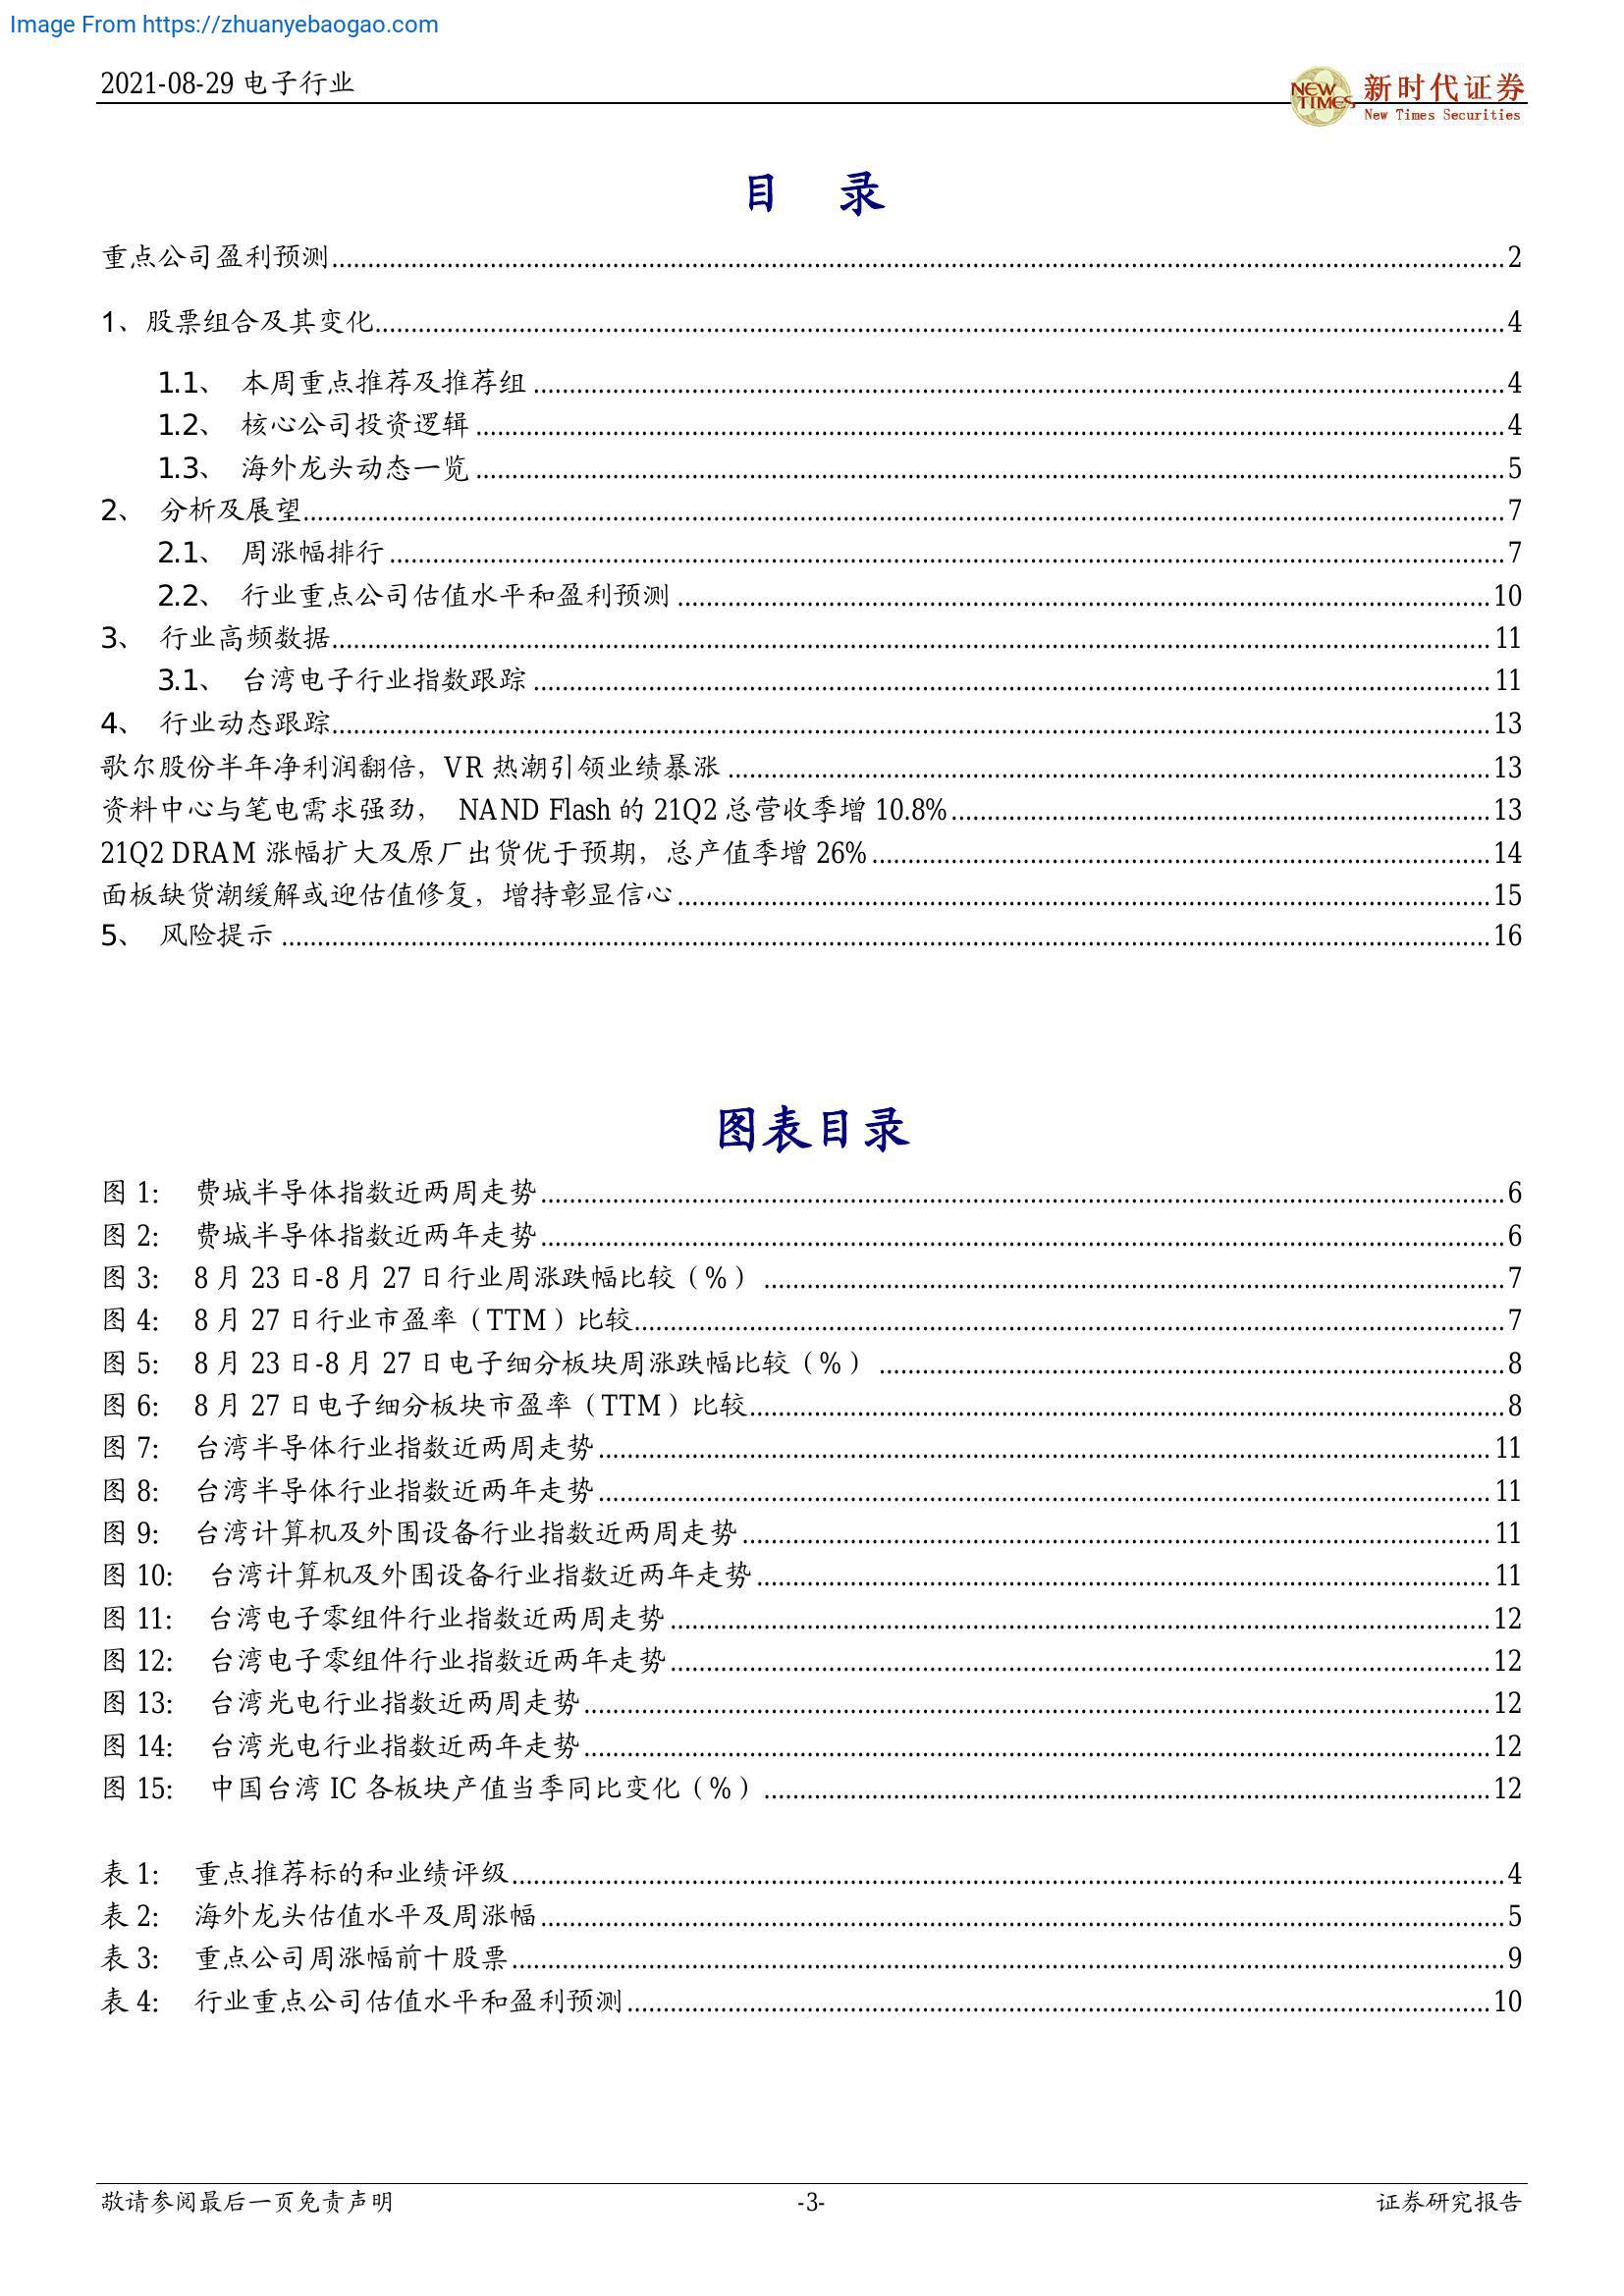 Image From https://zhuanyebaogao.com
2021-08-29 电子行业
NEW TIMES 新时代证券
New Times Securities
目 录
重点公司盈利预测 2
1、股票组合及其变化 4
1.1、 本周重点推荐及推荐组 4
1.2、 核心公司投资逻辑 4
1.3、 海外龙头动态一览 5
2、 分析及展望 7
2.1、 周涨幅排行 7
2.2、 行业重点公司估值水平和盈利预测 10
3、 行业高频数据 11
3.1、 台湾电子行业指数跟踪 11
4、 行业动态跟踪 13
歌尔股份半年净利润翻倍，VR 热潮引领业绩暴涨 13
资料中心与笔电需求强劲， NAND Flash 的 21Q2 总营收季增 10.8% 13
21Q2 DRAM 涨幅扩大及原厂出货优于预期，总产值季增 26% 14
面板缺货潮缓解或迎估值修复，增持彰显信心 15
5、 风险提示 16
图表目录
图 1: 费城半导体指数近两周走势 6
图 2: 费城半导体指数近两年走势 6
图 3: 8 月 23 日-8 月 27 日行业周涨跌幅比较（%） 7
图 4: 8 月 27 日行业市盈率（TTM）比较 7
图 5: 8 月 23 日-8 月 27 日电子细分板块周涨跌幅比较（%） 8
图 6: 8 月 27 日电子细分板块市盈率（TTM）比较 8
图 7: 台湾半导体行业指数近两周走势 11
图 8: 台湾半导体行业指数近两年走势 11
图 9: 台湾计算机及外围设备行业指数近两周走势 11
图 10: 台湾计算机及外围设备行业指数近两年走势 11
图 11: 台湾电子零组件行业指数近两周走势 12
图 12: 台湾电子零组件行业指数近两年走势 12
图 13: 台湾光电行业指数近两周走势 12
图 14: 台湾光电行业指数近两年走势 12
图 15: 中国台湾 IC 各板块产值当季同比变化（%） 12
表 1: 重点推荐标的和业绩评级 4
表 2: 海外龙头估值水平及周涨幅 5
表 3: 重点公司周涨幅前十股票 9
表 4: 行业重点公司估值水平和盈利预测 10
敬请参阅最后一页免责声明 -3- 证券研究报告